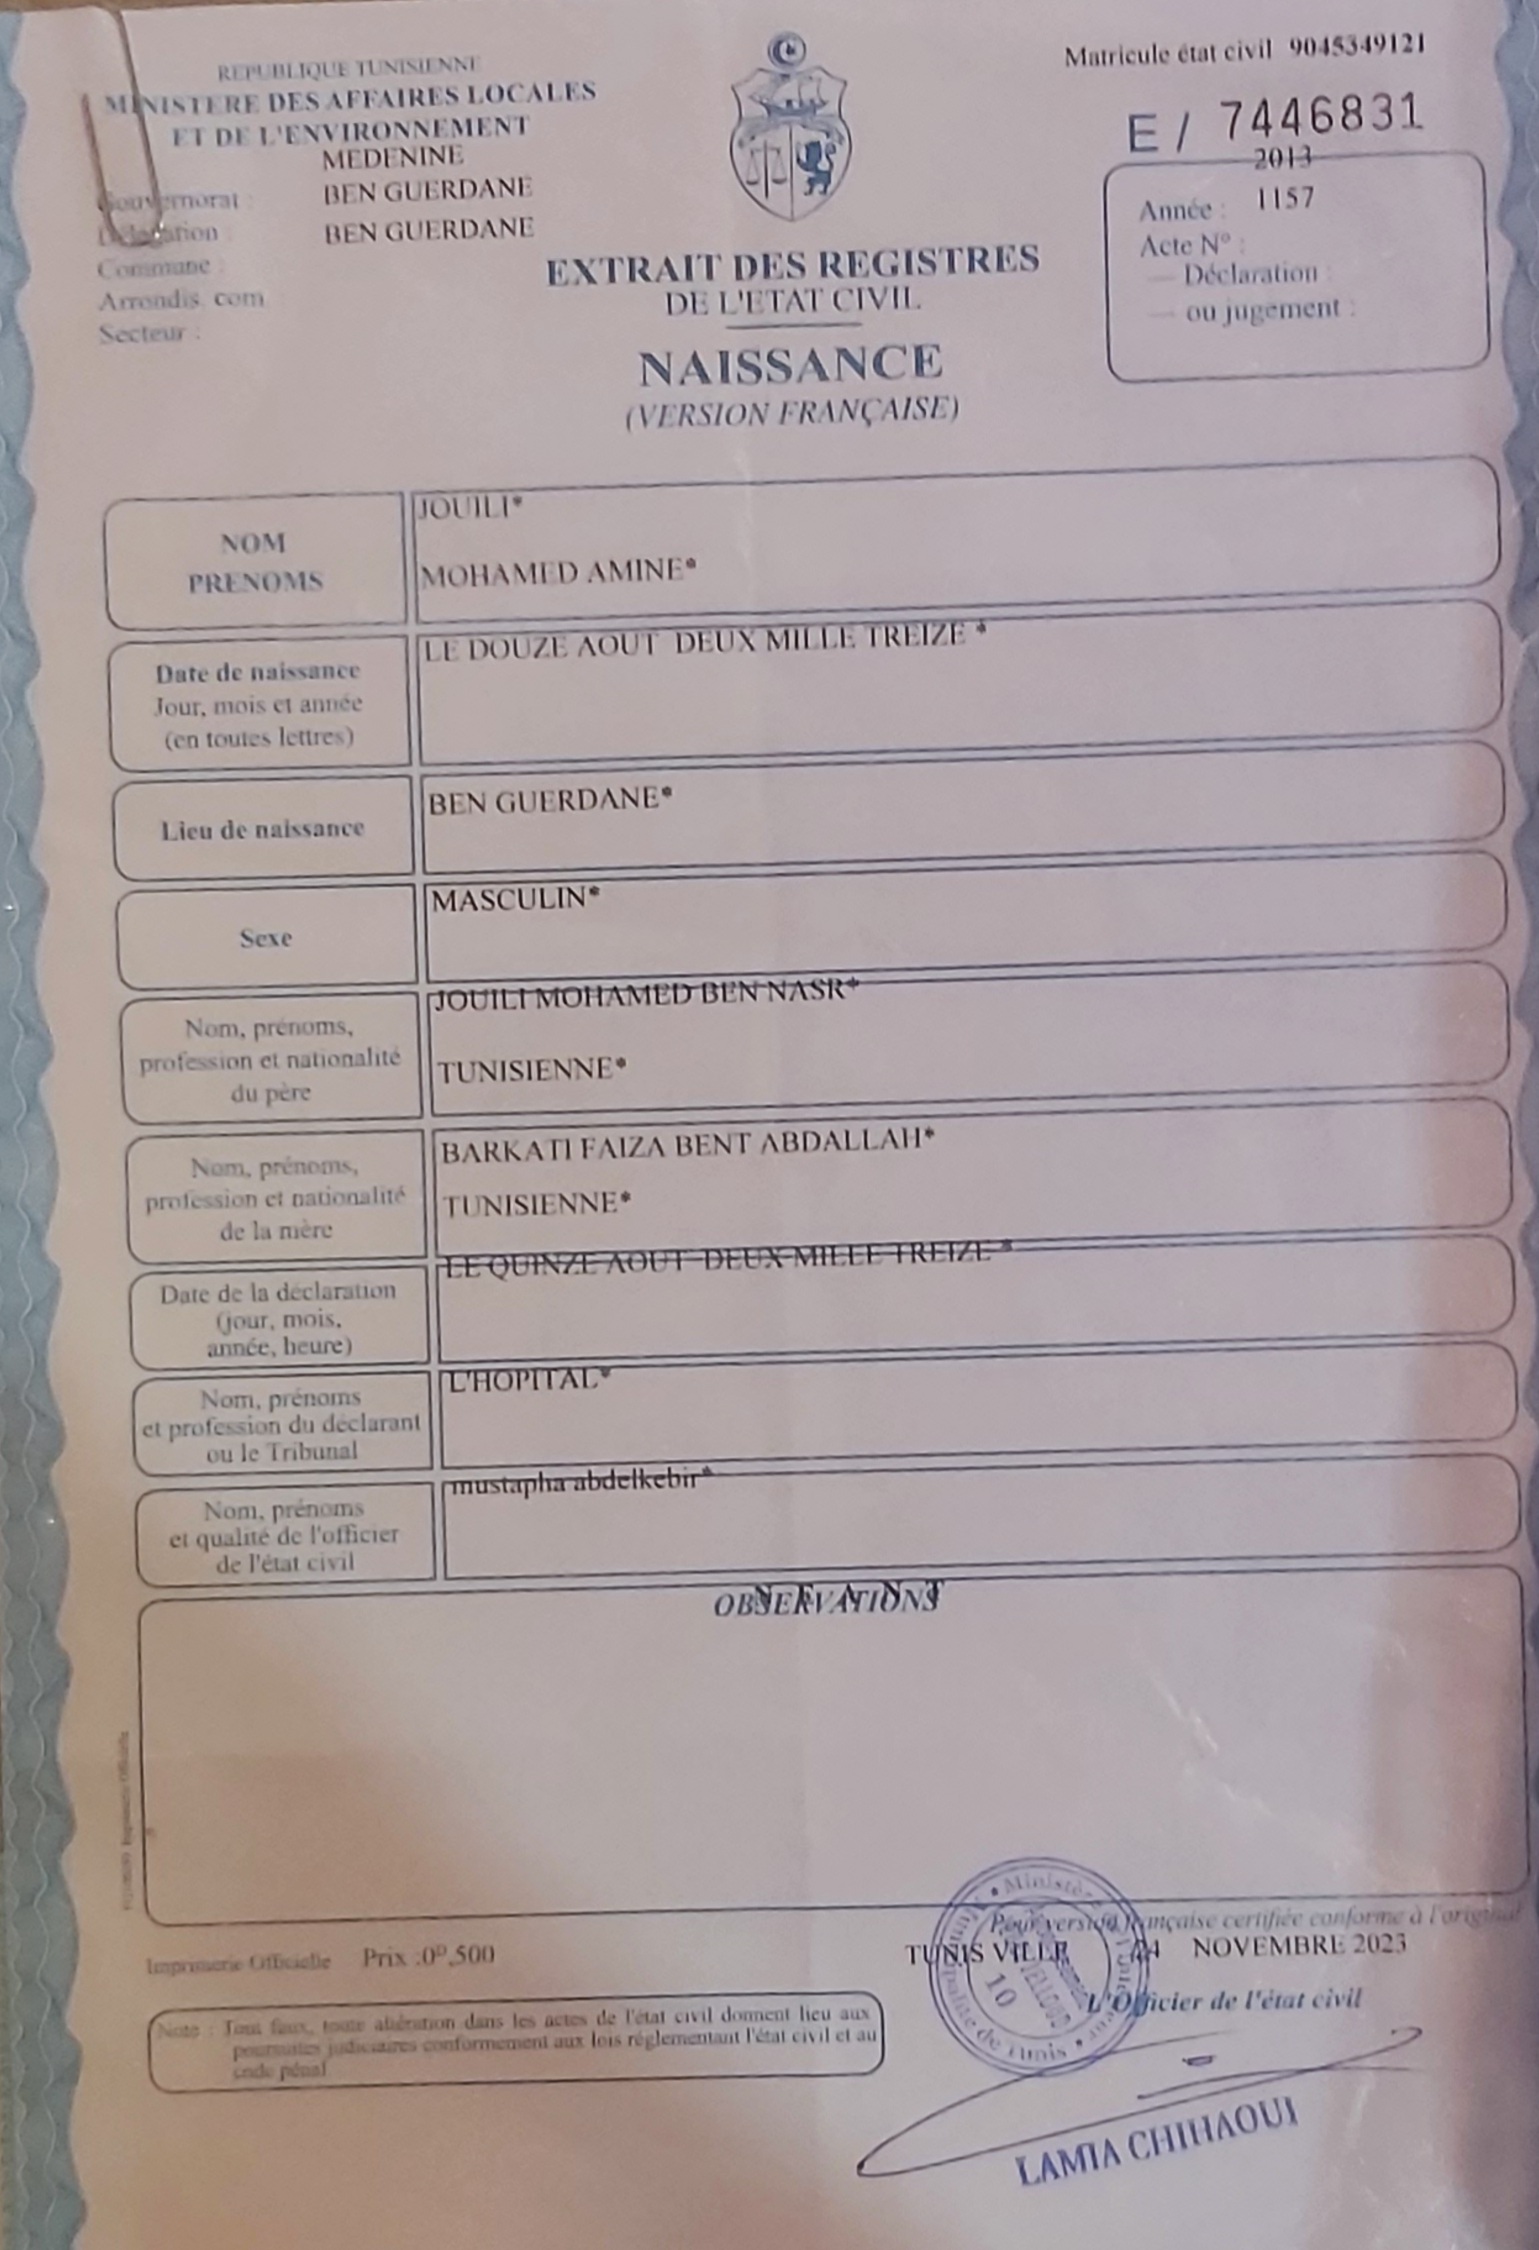 REPUBLIQUE TUNISIENNE
MINISTERE DES AFFAIRES LOCALES
ET DE L'ENVIRONNEMENT
MEDENINE
Gouvernorat : BEN GUERDANE
Délégation : BEN GUERDANE
Commune :
Arrondis. com
Secteur :
Matricule état civil 9045349121
E / 7446831
2013
Année : 1157
Acte N° :
— Déclaration :
— ou jugement :
EXTRAIT DES REGISTRES
DE L'ETAT CIVIL
NAISSANCE
(VERSION FRANÇAISE)
NOM
PRENOMS
JOUILI*
MOHAMED AMINE*
Date de naissance
Jour, mois et année
(en toutes lettres)
LE DOUZE AOUT DEUX MILLE TREIZE *
Lieu de naissance
BEN GUERDANE*
Sexe
MASCULIN*
Nom, prénoms,
profession et nationalité
du père
JOUILI MOHAMED BEN NASR*
TUNISIENNE*
Nom, prénoms,
profession et nationalité
de la mère
BARKATI FAIZA BENT ABDALLAH*
TUNISIENNE*
Date de la déclaration
(jour, mois,
année, heure)
LE QUINZE AOUT DEUX MILLE TREIZE *
Nom, prénoms
et profession du déclarant
ou le Tribunal
L'HOPITAL*
Nom, prénoms
et qualité de l'officier
de l'état civil
mustapha abdelkebir*
OBSERVATIONS
N E A N T
Pour version française certifiée conforme à l'original
TUNIS VILLE 24 NOVEMBRE 2023
L'Officier de l'état civil
Imprimerie Officielle Prix :0ᴰ,500
Note : Tout faux, toute altération dans les actes de l'état civil donnent lieu aux
poursuites judiciaires conformement aux lois réglementant l'état civil et au
code pénal
10
LAMIA CHIHAOUI